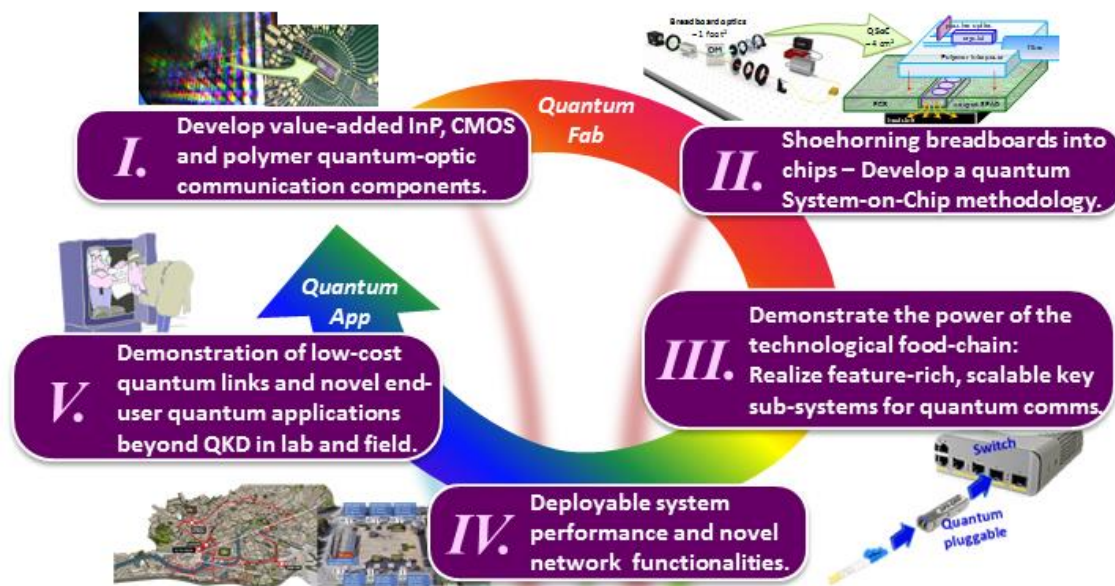 Breadboard optics
~1 foot²
DM
QSoC
~4 cm³
PCB
Quantum
Fab
I.
Develop value-added InP, CMOS
and polymer quantum-optic
communication components.
II.
Shoehorning breadboards into
chips – Develop a quantum
System-on-Chip methodology.
Quantum
App
III.
Demonstrate the power of the
technological food-chain:
Realize feature-rich, scalable key
sub-systems for quantum comms.
V.
Demonstration of low-cost
quantum links and novel end-
user quantum applications
beyond QKD in lab and field.
Switch
Quantum
pluggable
IV.
Deployable system
performance and novel
network functionalities.